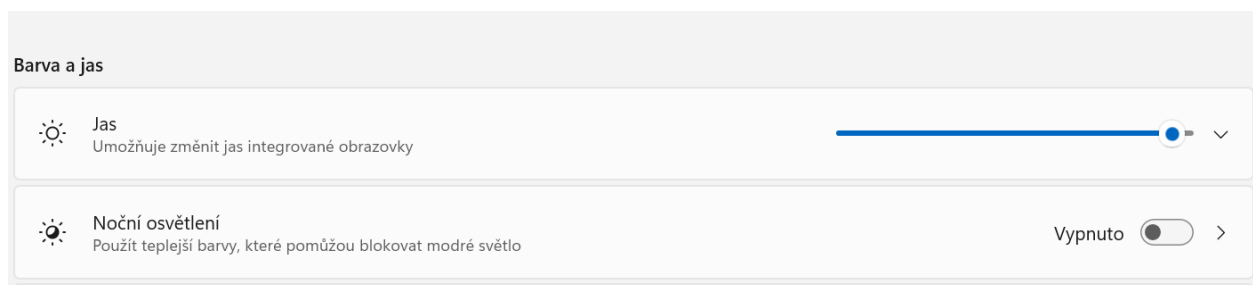 Barva a jas
Jas
Umožňuje změnit jas integrované obrazovky
Noční osvětlení
Použít teplejší barvy, které pomůžou blokovat modré světlo
Vypnuto